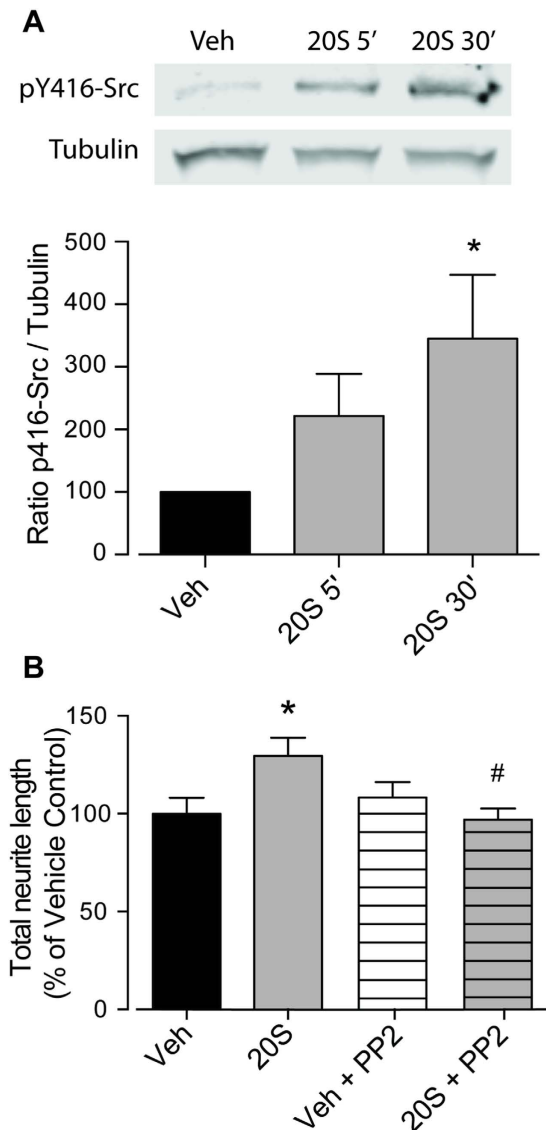 A
Veh 20S 5′ 20S 30′
pY416-Src
Tubulin
Ratio p416-Src / Tubulin
500
400
300
200
100
0
*
Veh
20S 5'
20S 30'
B
Total neurite length
(% of Vehicle Control)
150
100
50
0
*
#
Veh
20S
Veh + PP2
20S + PP2